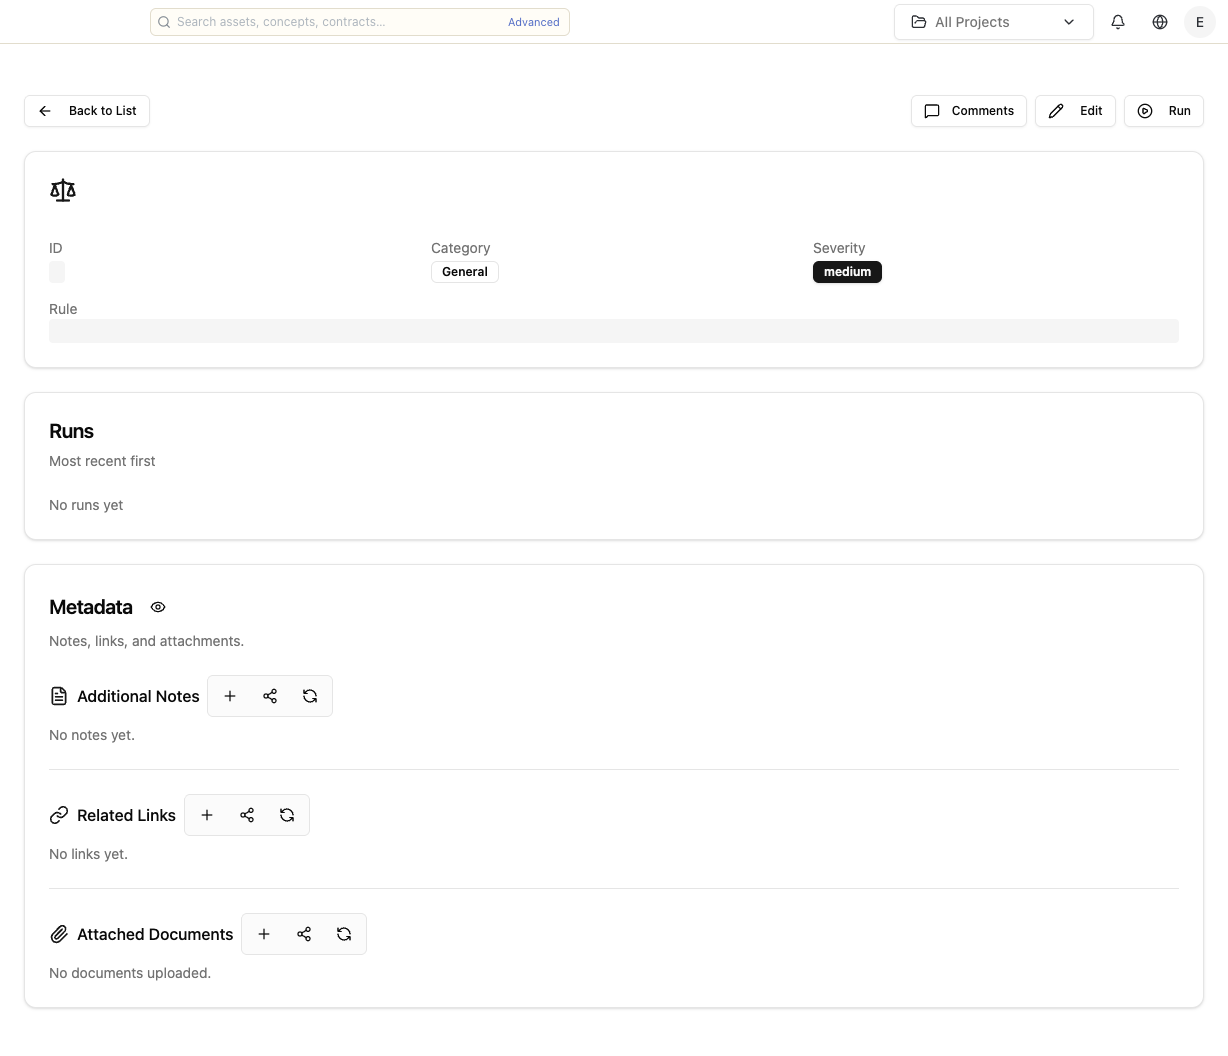 Search assets, concepts, contracts... Advanced
All Projects
E
Back to List
Comments
Edit
Run
ID
Category
Severity
General
medium
Rule
Runs
Most recent first
No runs yet
Metadata
Notes, links, and attachments.
Additional Notes
No notes yet.
Related Links
No links yet.
Attached Documents
No documents uploaded.